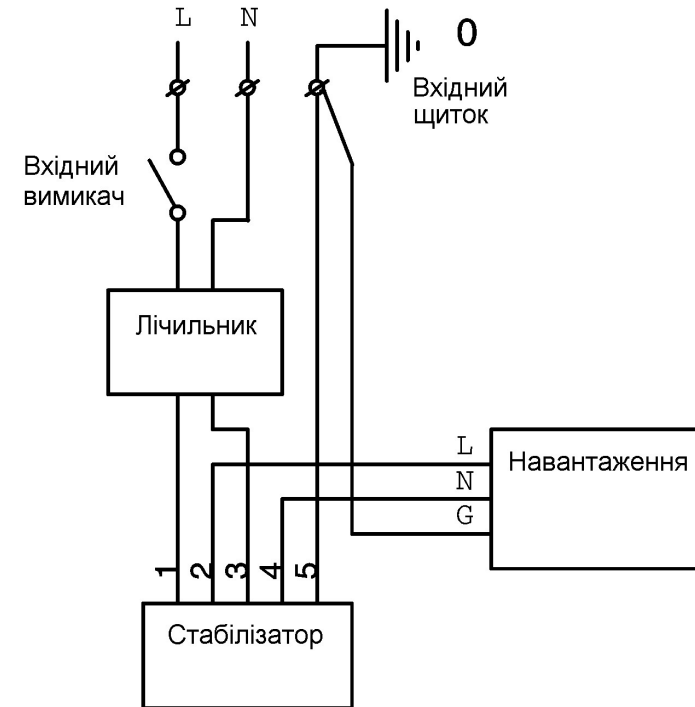 L N 0
Вхідний
щиток
Вхідний
вимикач
Лічильник
L
Навантаження
N
G
1 2 3 4 5
Стабілізатор